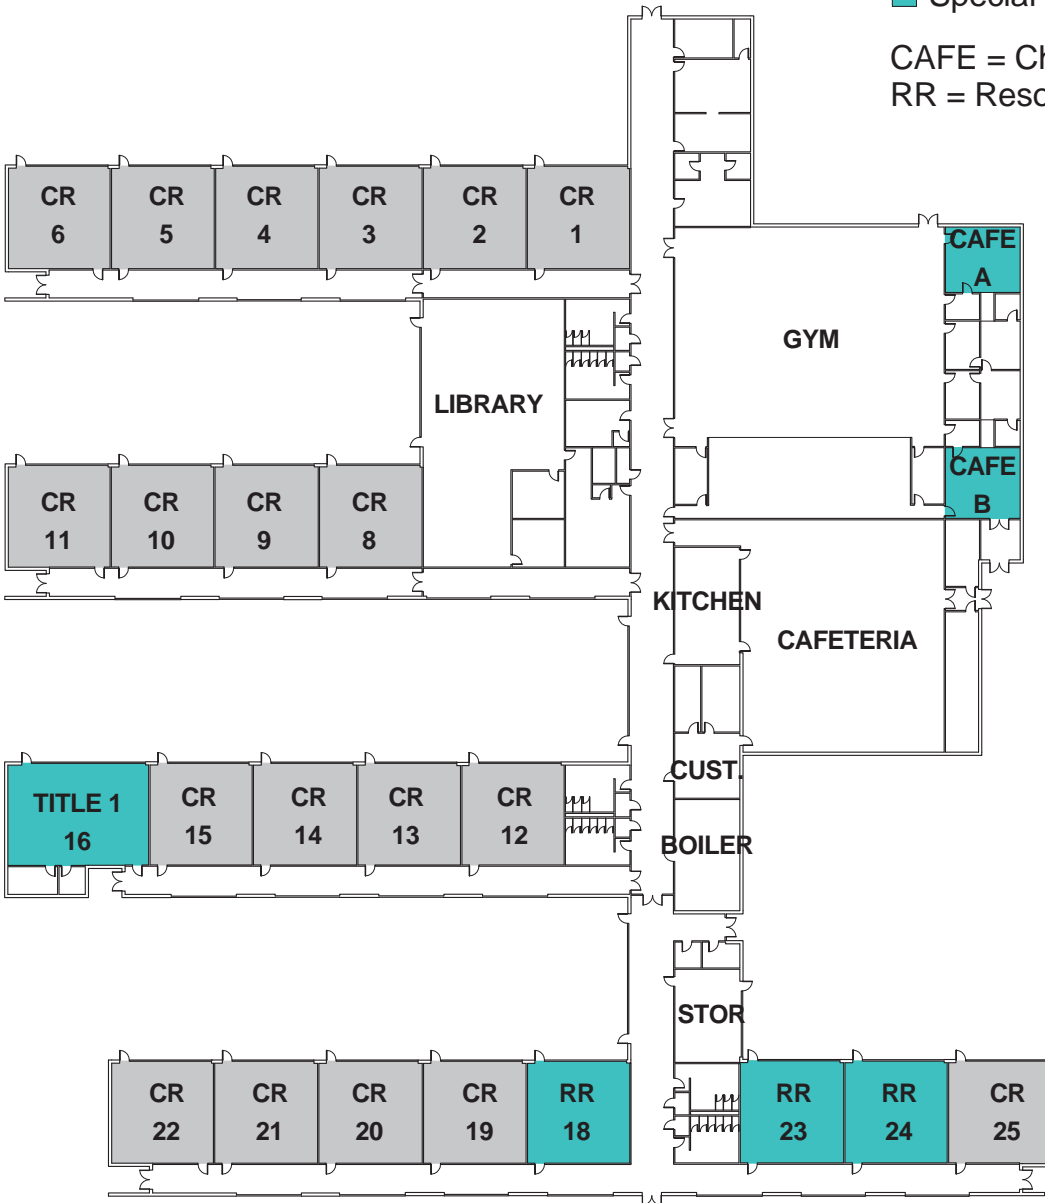 Special
CAFE = Ch
RR = Reso
CR
6
CR
5
CR
4
CR
3
CR
2
CR
1
CAFE
A
GYM
LIBRARY
CAFE
B
CR
11
CR
10
CR
9
CR
8
KITCHEN
CAFETERIA
CUST.
TITLE 1
16
CR
15
CR
14
CR
13
CR
12
BOILER
STOR
CR
22
CR
21
CR
20
CR
19
RR
18
RR
23
RR
24
CR
25